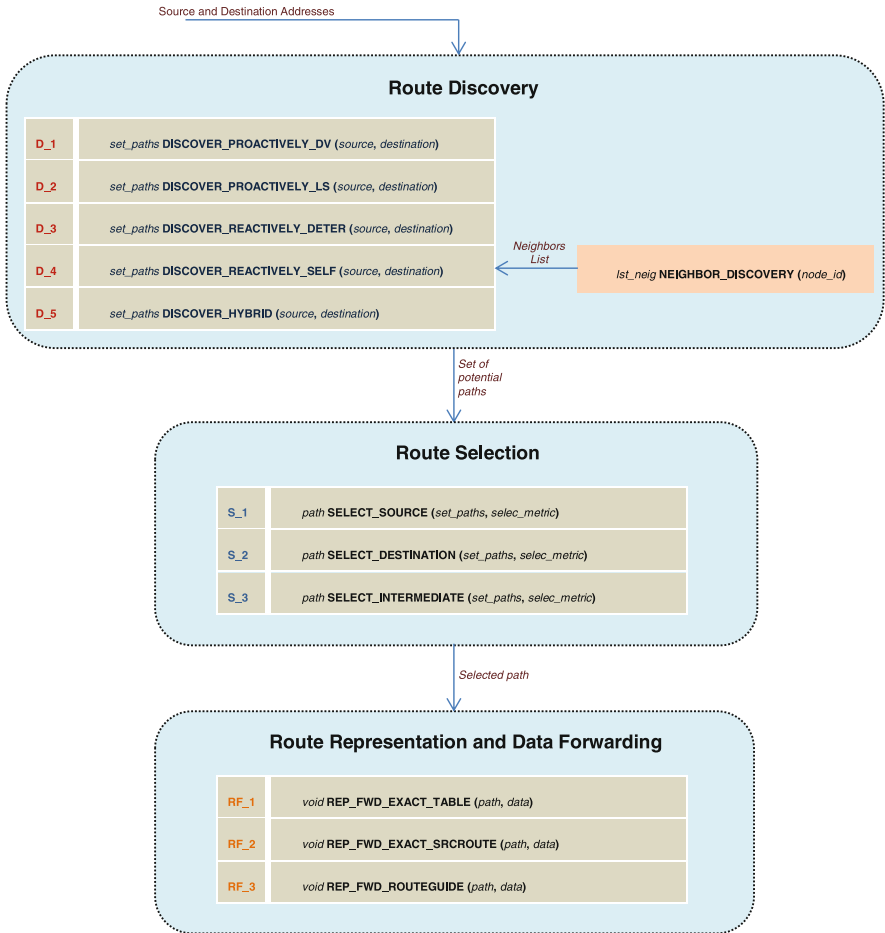 Source and Destination Addresses
Route Discovery
D_1 set_paths DISCOVER_PROACTIVELY_DV (source, destination)
D_2 set_paths DISCOVER_PROACTIVELY_LS (source, destination)
D_3 set_paths DISCOVER_REACTIVELY_DETER (source, destination)
D_4 set_paths DISCOVER_REACTIVELY_SELF (source, destination)
D_5 set_paths DISCOVER_HYBRID (source, destination)
Neighbors
List
lst_neig NEIGHBOR_DISCOVERY (node_id)
Set of
potential
paths
Route Selection
S_1 path SELECT_SOURCE (set_paths, selec_metric)
S_2 path SELECT_DESTINATION (set_paths, selec_metric)
S_3 path SELECT_INTERMEDIATE (set_paths, selec_metric)
Selected path
Route Representation and Data Forwarding
RF_1 void REP_FWD_EXACT_TABLE (path, data)
RF_2 void REP_FWD_EXACT_SRCROUTE (path, data)
RF_3 void REP_FWD_ROUTEGUIDE (path, data)